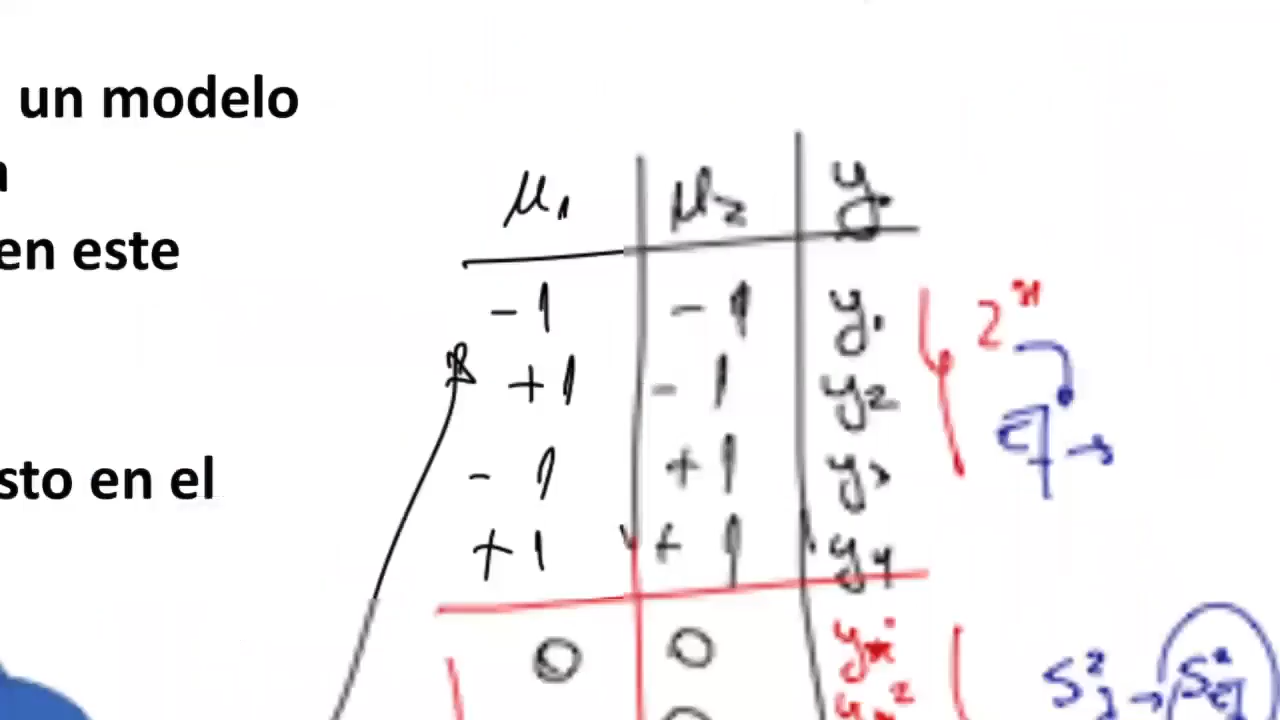 un modelo
en este
sto en el
μ1 μ2 y
-1 -1 y1
+1 -1 y2
-1 +1 y3
+1 +1 y4
0 0
2^n